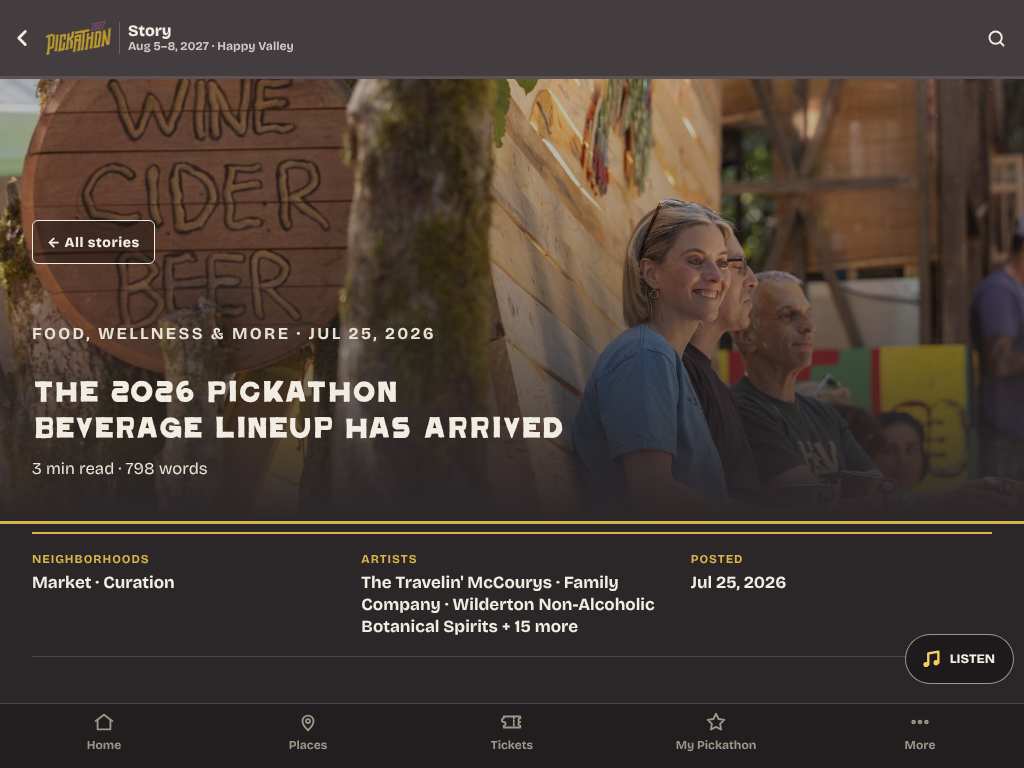 PICKATHON
Story
Aug 5–8, 2027 · Happy Valley
WINE
CIDER
BEER
← All stories
FOOD, WELLNESS & MORE · JUL 25, 2026
THE 2026 PICKATHON
BEVERAGE LINEUP HAS ARRIVED
3 min read · 798 words
NEIGHBORHOODS
Market · Curation
ARTISTS
The Travelin' McCourys · Family
Company · Wilderton Non-Alcoholic
Botanical Spirits + 15 more
POSTED
Jul 25, 2026
LISTEN
Home
Places
Tickets
My Pickathon
More